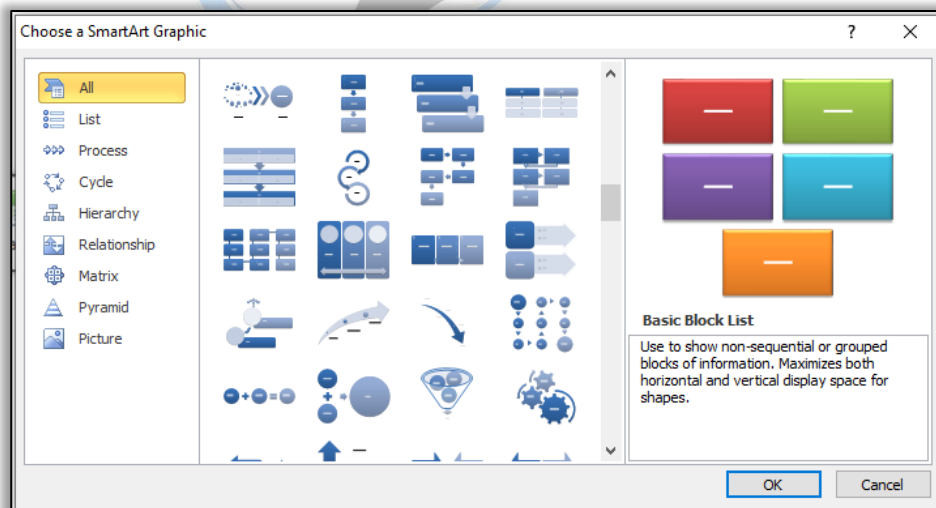 Choose a SmartArt Graphic
?
All
List
Process
Cycle
Hierarchy
Relationship
Matrix
Pyramid
Picture
Basic Block List
Use to show non-sequential or grouped
blocks of information. Maximizes both
horizontal and vertical display space for
shapes.
OK
Cancel